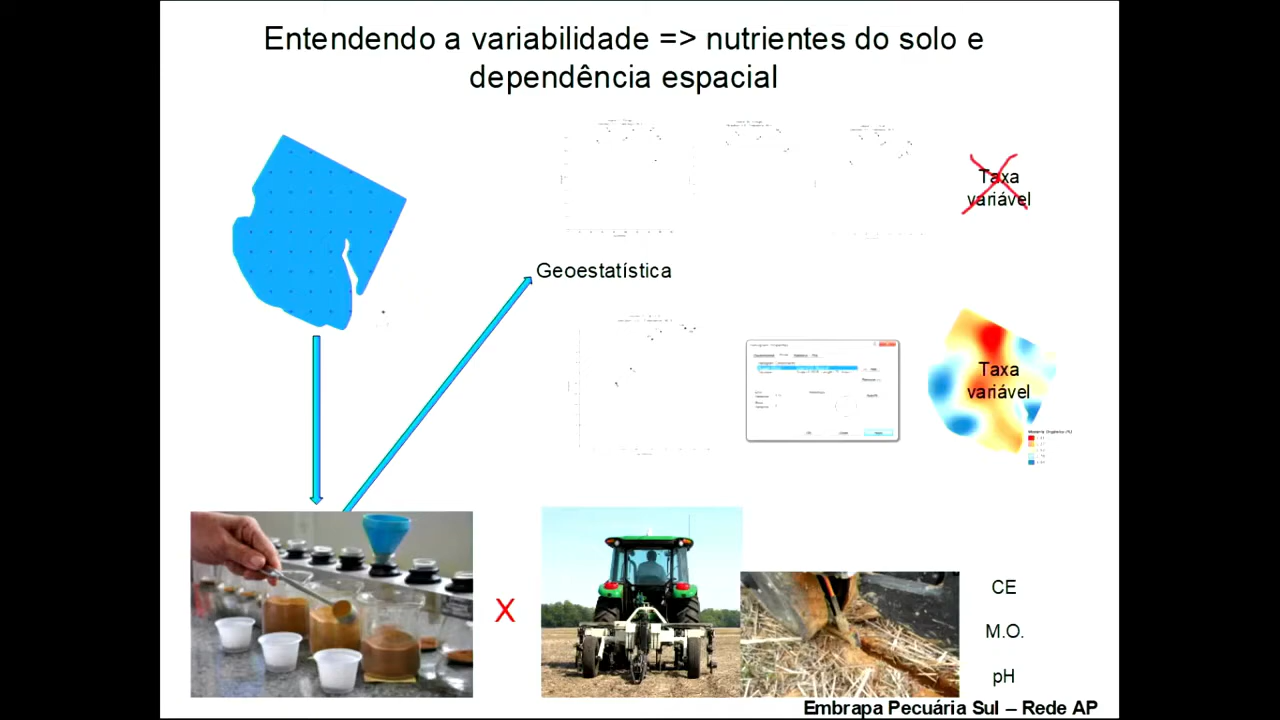 Entendendo a variabilidade => nutrientes do solo e
dependência espacial
Taxa
variável
Geoestatística
Taxa
variável
X
CE
M.O.
pH
Embrapa Pecuária Sul – Rede AP